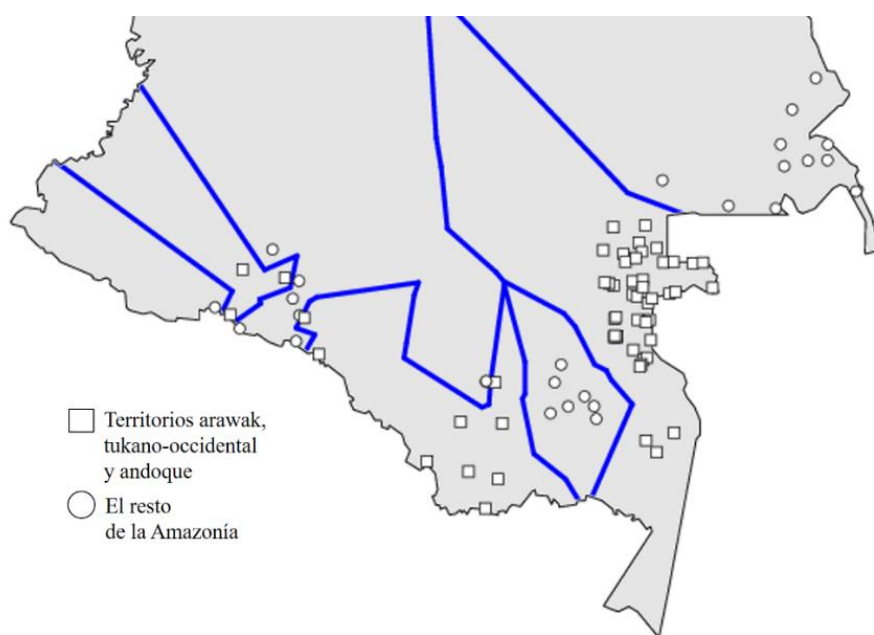 Territorios arawak,
tukano-occidental
y andoque
El resto
de la Amazonía